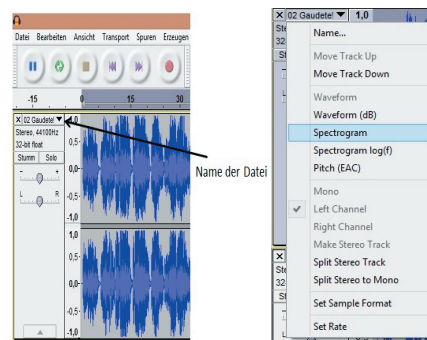 Datei Bearbeiten Ansicht Transport Spuren Erzeugen
-15 0 15 30
02 Gaudete!
Stereo, 44100Hz
32-bit float
Stumm Solo
- +
L R
1,0
0,5-
0,0-
-0,5-
-1,0
1,0
0,5-
0,0-
-0,5-
-1,0
Name der Datei
02 Gaudete! 1,0
Ste
32-
St
Name...
Move Track Up
Move Track Down
Waveform
Waveform (dB)
Spectrogram
Spectrogram log(f)
Pitch (EAC)
Mono
Left Channel
Right Channel
Make Stereo Track
Split Stereo Track
Split Stereo to Mono
Set Sample Format
Set Rate